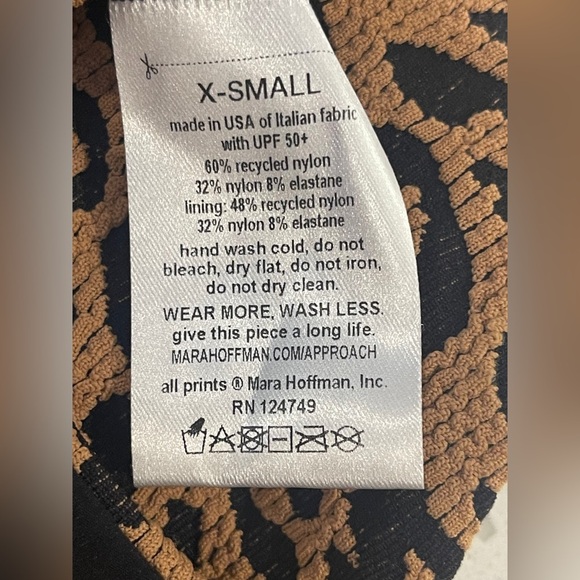 X-SMALL
made in USA of Italian fabric
with UPF 50+
60% recycled nylon
32% nylon 8% elastane
lining: 48% recycled nylon
32% nylon 8% elastane
hand wash cold, do not
bleach, dry flat, do not iron,
do not dry clean.
WEAR MORE, WASH LESS.
give this piece a long life.
MARAHOFFMAN.COM/APPROACH
all prints ® Mara Hoffman, Inc.
RN 124749